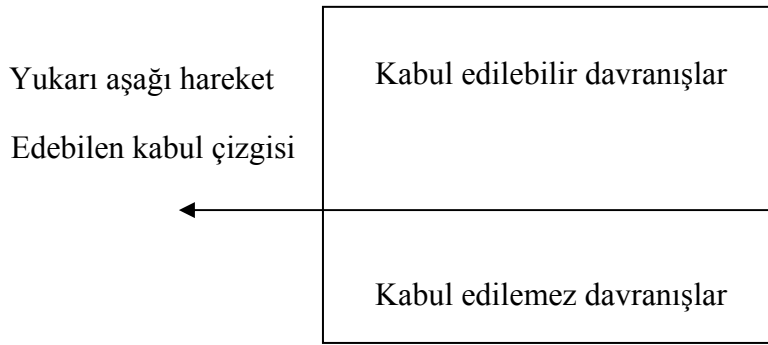 Yukarı aşağı hareket
Edebilen kabul çizgisi
Kabul edilebilir davranışlar
Kabul edilemez davranışlar